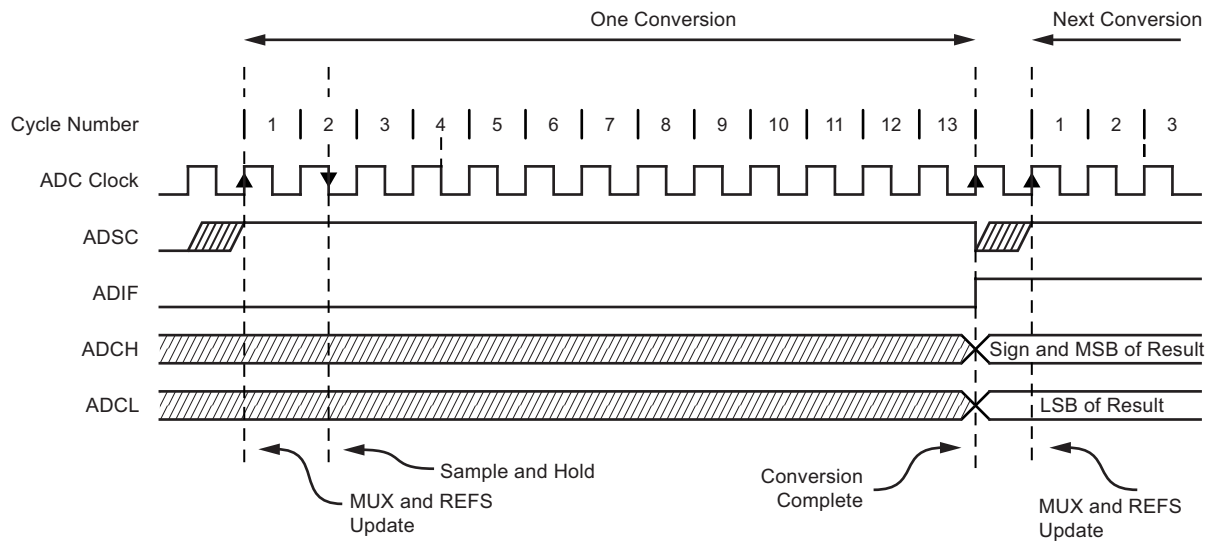 One Conversion
Next Conversion
Cycle Number
1 2 3 4 5 6 7 8 9 10 11 12 13 1 2 3
ADC Clock
ADSC
ADIF
ADCH
Sign and MSB of Result
ADCL
LSB of Result
Sample and Hold
MUX and REFS
Update
Conversion
Complete
MUX and REFS
Update